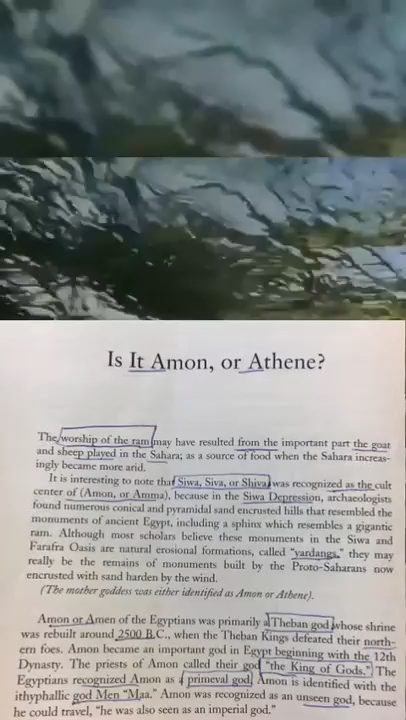 Is It Amon, or Athene?
The worship of the ram may have resulted from the important part the goat
and sheep played in the Sahara; as a source of food when the Sahara increas-
ingly became more arid.
It is interesting to note that Siwa, Siva, or Shiva was recognized as the cult
center of (Amon, or Amma), because in the Siwa Depression, archaeologists
found numerous conical and pyramidal sand encrusted hills that resembled the
monuments of ancient Egypt, including a sphinx which resembles a gigantic
ram. Although most scholars believe these monuments in the Siwa and
Farafra Oasis are natural erosional formations, called "yardangs," they may
really be the remains of monuments built by the Proto-Saharans now
encrusted with sand harden by the wind.
(The mother goddess was either identified as Amon or Athene).
Amon or Amen of the Egyptians was primarily a Theban god whose shrine
was rebuilt around 2500 B.C., when the Theban Kings defeated their north-
ern foes. Amon became an important god in Egypt beginning with the 12th
Dynasty. The priests of Amon called their god "the King of Gods." The
Egyptians recognized Amon as a primeval god. Amon is identified with the
ithyphallic god Men "Maa." Amon was recognized as an unseen god, because
he could travel, "he was also seen as an imperial god."